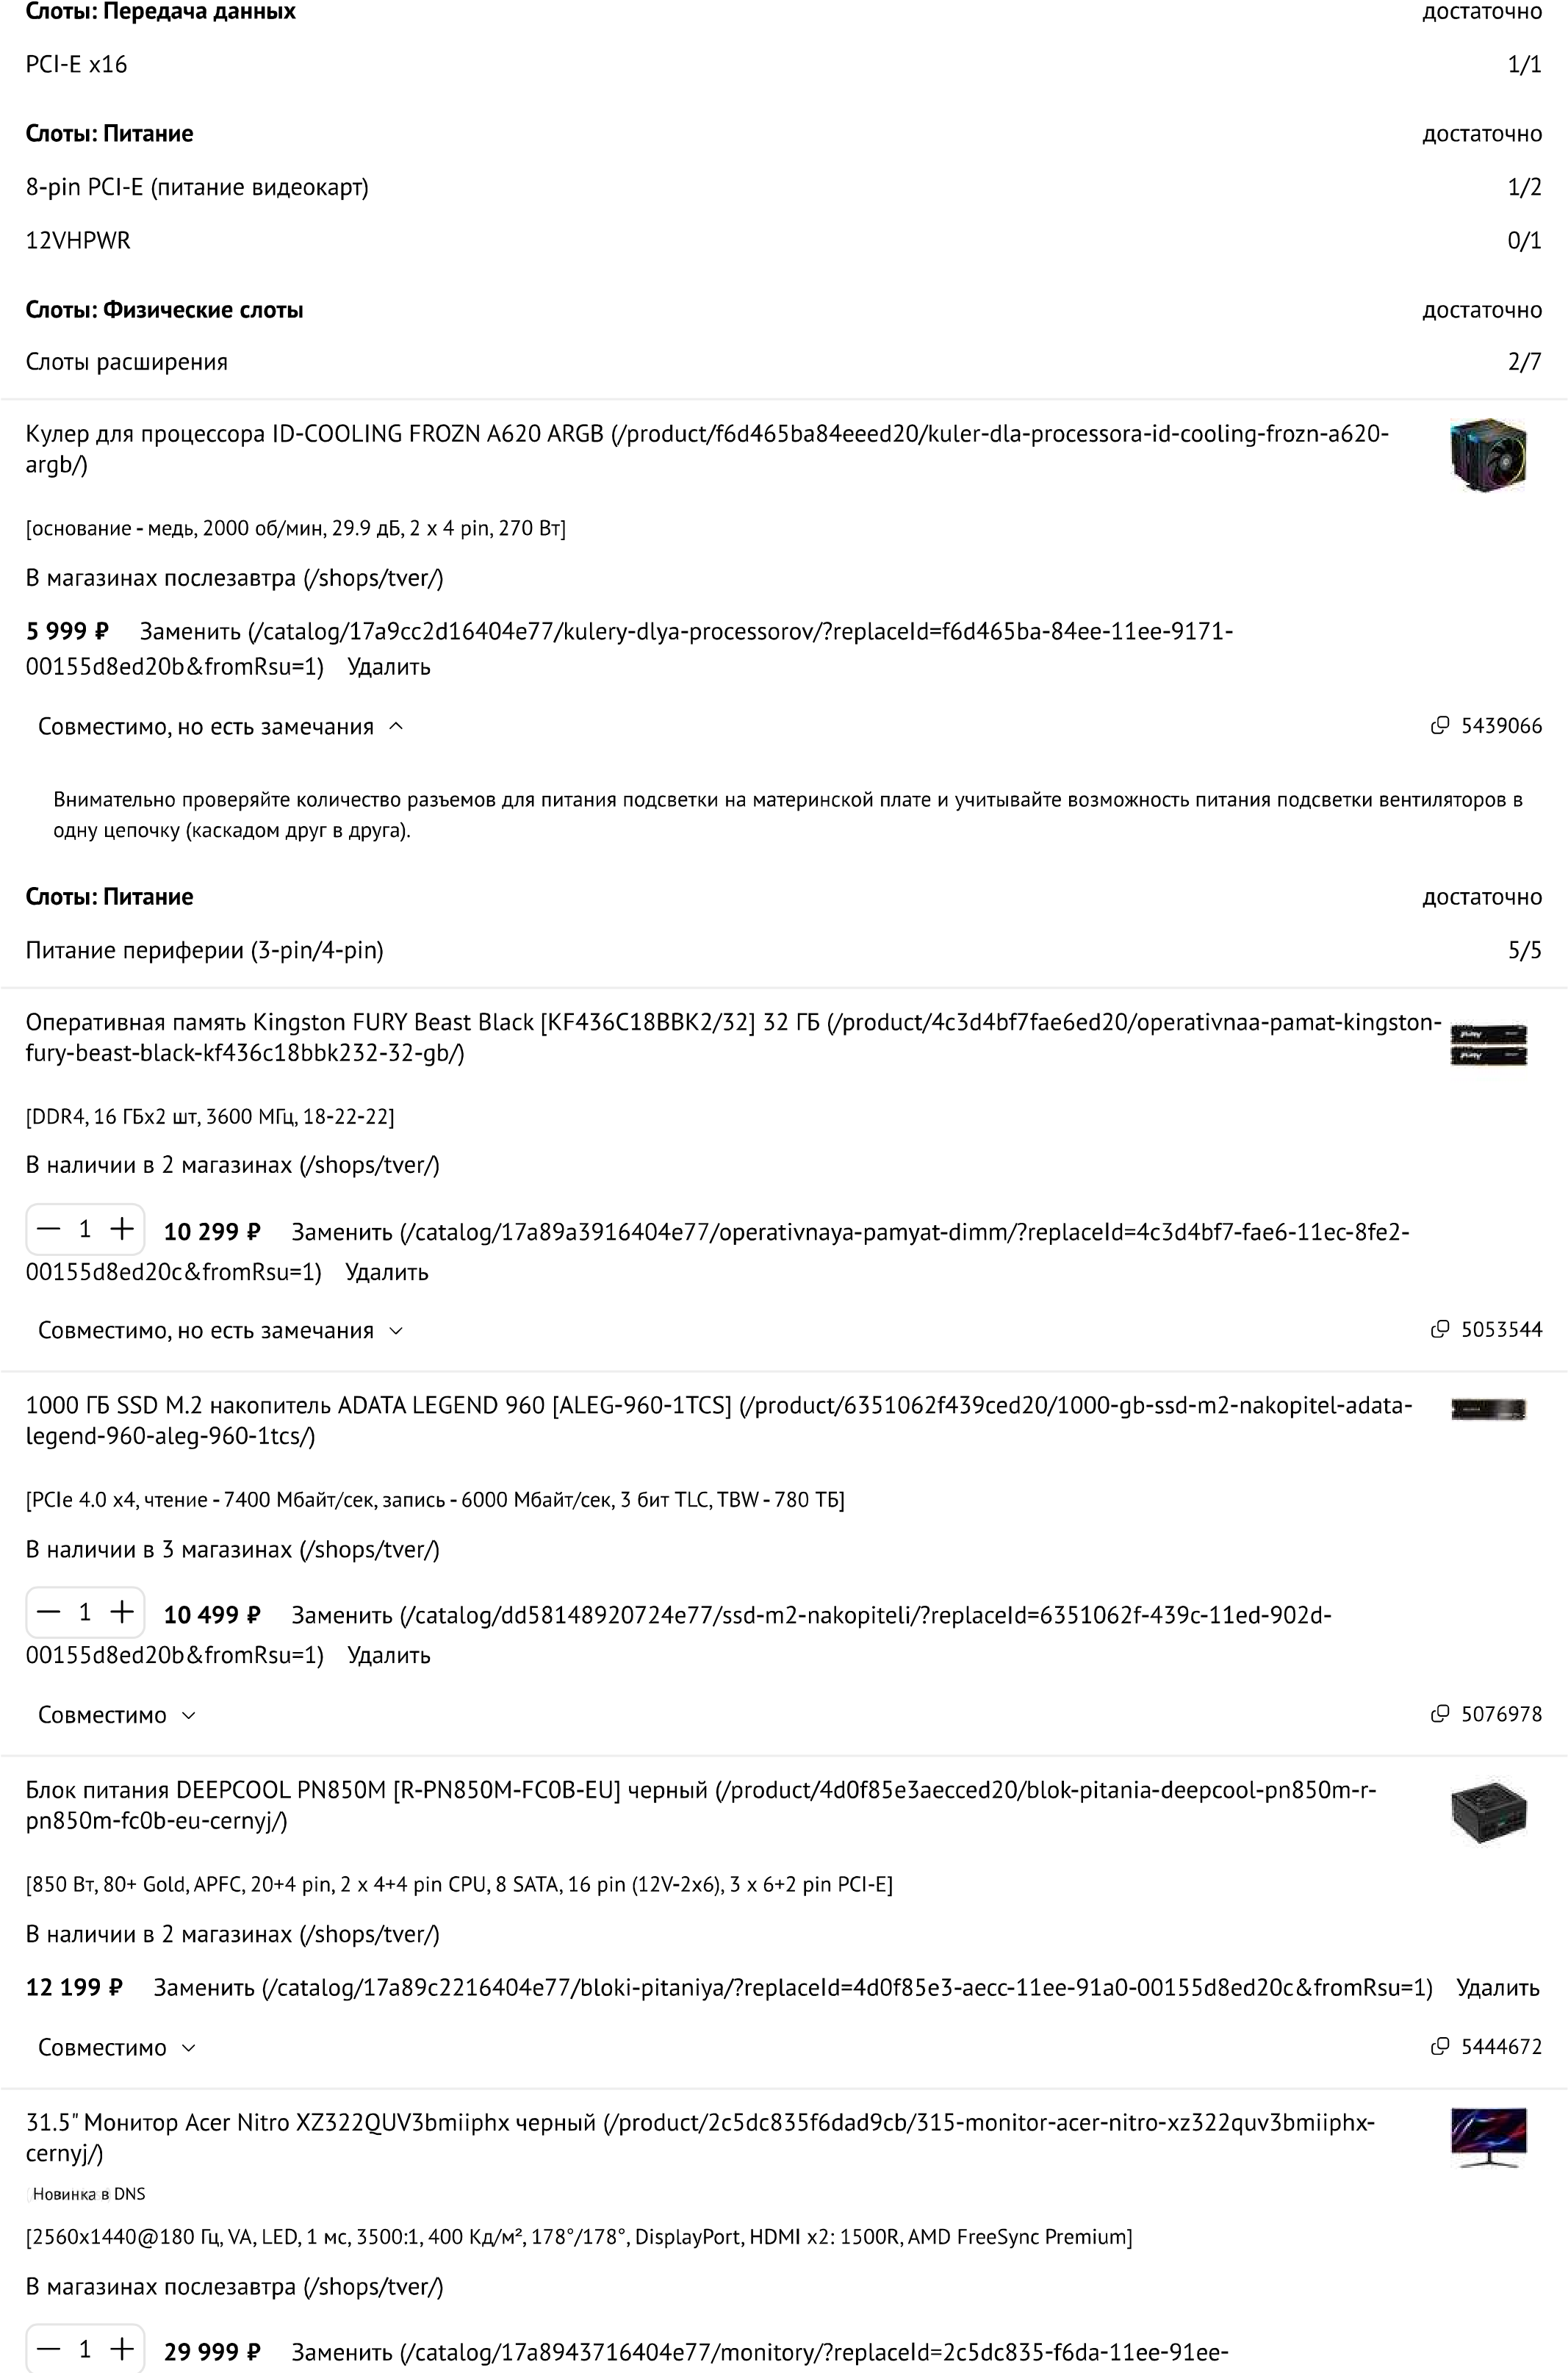 Слоты: Передача данных достаточно
PCI-E x16 1/1
Слоты: Питание достаточно
8-pin PCI-E (питание видеокарт) 1/2
12VHPWR 0/1
Слоты: Физические слоты достаточно
Слоты расширения 2/7
Кулер для процессора ID-COOLING FROZN A620 ARGB (/product/f6d465ba84eeed20/kuler-dla-processora-id-cooling-frozn-a620-
argb/)
[основание - медь, 2000 об/мин, 29.9 дБ, 2 x 4 pin, 270 Вт]
В магазинах послезавтра (/shops/tver/)
5 999 ₽ Заменить (/catalog/17a9cc2d16404e77/kulery-dlya-processorov/?replaceId=f6d465ba-84ee-11ee-9171-
00155d8ed20b&fromRsu=1) Удалить
Совместимо, но есть замечания 5439066
Внимательно проверяйте количество разъемов для питания подсветки на материнской плате и учитывайте возможность питания подсветки вентиляторов в
одну цепочку (каскадом друг в друга).
Слоты: Питание достаточно
Питание периферии (3-pin/4-pin) 5/5
Оперативная память Kingston FURY Beast Black [KF436C18BBK2/32] 32 ГБ (/product/4c3d4bf7fae6ed20/operativnaa-pamat-kingston-
fury-beast-black-kf436c18bbk232-32-gb/)
[DDR4, 16 ГБx2 шт, 3600 МГц, 18-22-22]
В наличии в 2 магазинах (/shops/tver/)
— 1 + 10 299 ₽ Заменить (/catalog/17a89a3916404e77/operativnaya-pamyat-dimm/?replaceId=4c3d4bf7-fae6-11ec-8fe2-
00155d8ed20c&fromRsu=1) Удалить
Совместимо, но есть замечания 5053544
1000 ГБ SSD M.2 накопитель ADATA LEGEND 960 [ALEG-960-1TCS] (/product/6351062f439ced20/1000-gb-ssd-m2-nakopitel-adata-
legend-960-aleg-960-1tcs/)
[PCIe 4.0 x4, чтение - 7400 Мбайт/сек, запись - 6000 Мбайт/сек, 3 бит TLC, TBW - 780 ТБ]
В наличии в 3 магазинах (/shops/tver/)
— 1 + 10 499 ₽ Заменить (/catalog/dd58148920724e77/ssd-m2-nakopiteli/?replaceId=6351062f-439c-11ed-902d-
00155d8ed20b&fromRsu=1) Удалить
Совместимо 5076978
Блок питания DEEPCOOL PN850M [R-PN850M-FC0B-EU] черный (/product/4d0f85e3aecced20/blok-pitania-deepcool-pn850m-r-
pn850m-fc0b-eu-cernyj/)
[850 Вт, 80+ Gold, APFC, 20+4 pin, 2 x 4+4 pin CPU, 8 SATA, 16 pin (12V-2x6), 3 x 6+2 pin PCI-E]
В наличии в 2 магазинах (/shops/tver/)
12 199 ₽ Заменить (/catalog/17a89c2216404e77/bloki-pitaniya/?replaceId=4d0f85e3-aecc-11ee-91a0-00155d8ed20c&fromRsu=1) Удалить
Совместимо 5444672
31.5" Монитор Acer Nitro XZ322QUV3bmiiphx черный (/product/2c5dc835f6dad9cb/315-monitor-acer-nitro-xz322quv3bmiiphx-
cernyj/)
Новинка в DNS
[2560x1440@180 Гц, VA, LED, 1 мс, 3500:1, 400 Кд/м², 178°/178°, DisplayPort, HDMI x2: 1500R, AMD FreeSync Premium]
В магазинах послезавтра (/shops/tver/)
— 1 + 29 999 ₽ Заменить (/catalog/17a8943716404e77/monitory/?replaceId=2c5dc835-f6da-11ee-91ee-